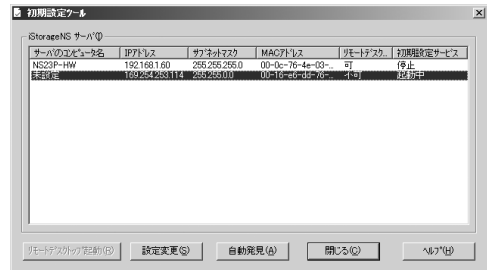 初期設定ツール
iStorageNS サーバ(I)
サーバのコンピュータ名 IPアドレス サブネットマスク MACアドレス リモートデスク... 初期設定サービス
NS23P-HW 192.168.1.60 255.255.255.0 00-0c-76-4e-03-... 可 停止
未設定 169.254.253.114 255.255.0.0 00-16-e6-dd-76-... 不可 起動中
リモートデスクトップ起動(R) 設定変更(S) 自動発見(A) 閉じる(C) ヘルプ(H)